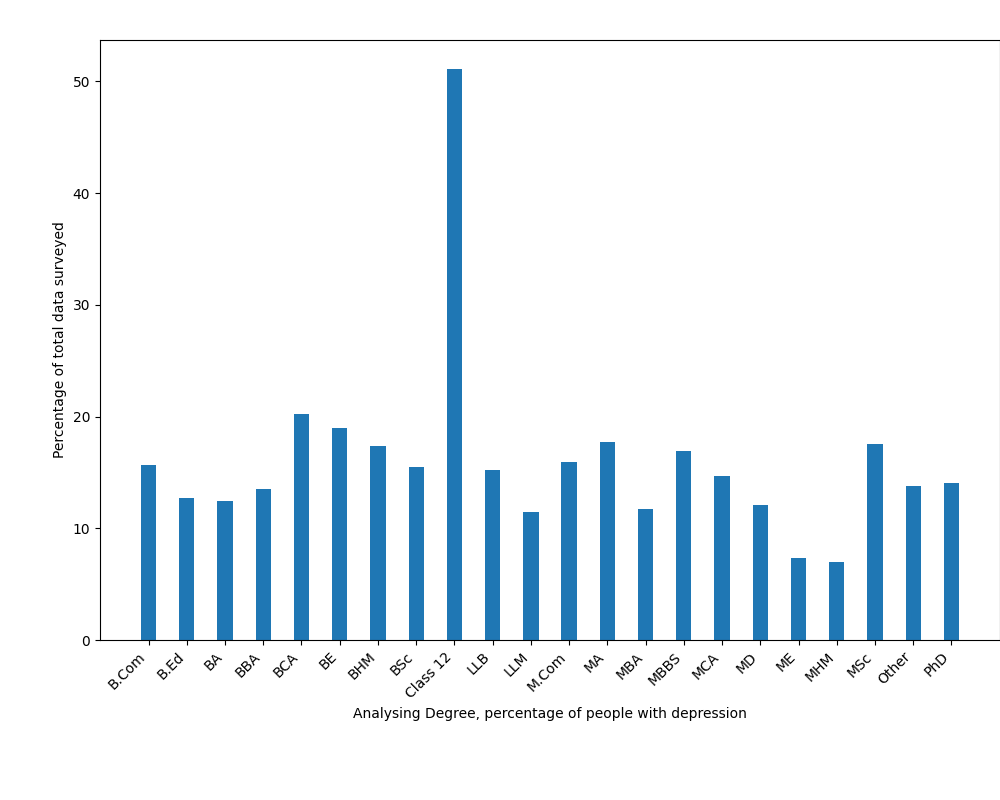 50
40
30
20
10
0
Percentage of total data surveyed
B.Com
B.Ed
BA
BBA
BCA
BE
BHM
BSc
Class 12
LLB
LLM
M.Com
MA
MBA
MBBS
MCA
MD
ME
MHM
MSc
Other
PhD
Analysing Degree, percentage of people with depression